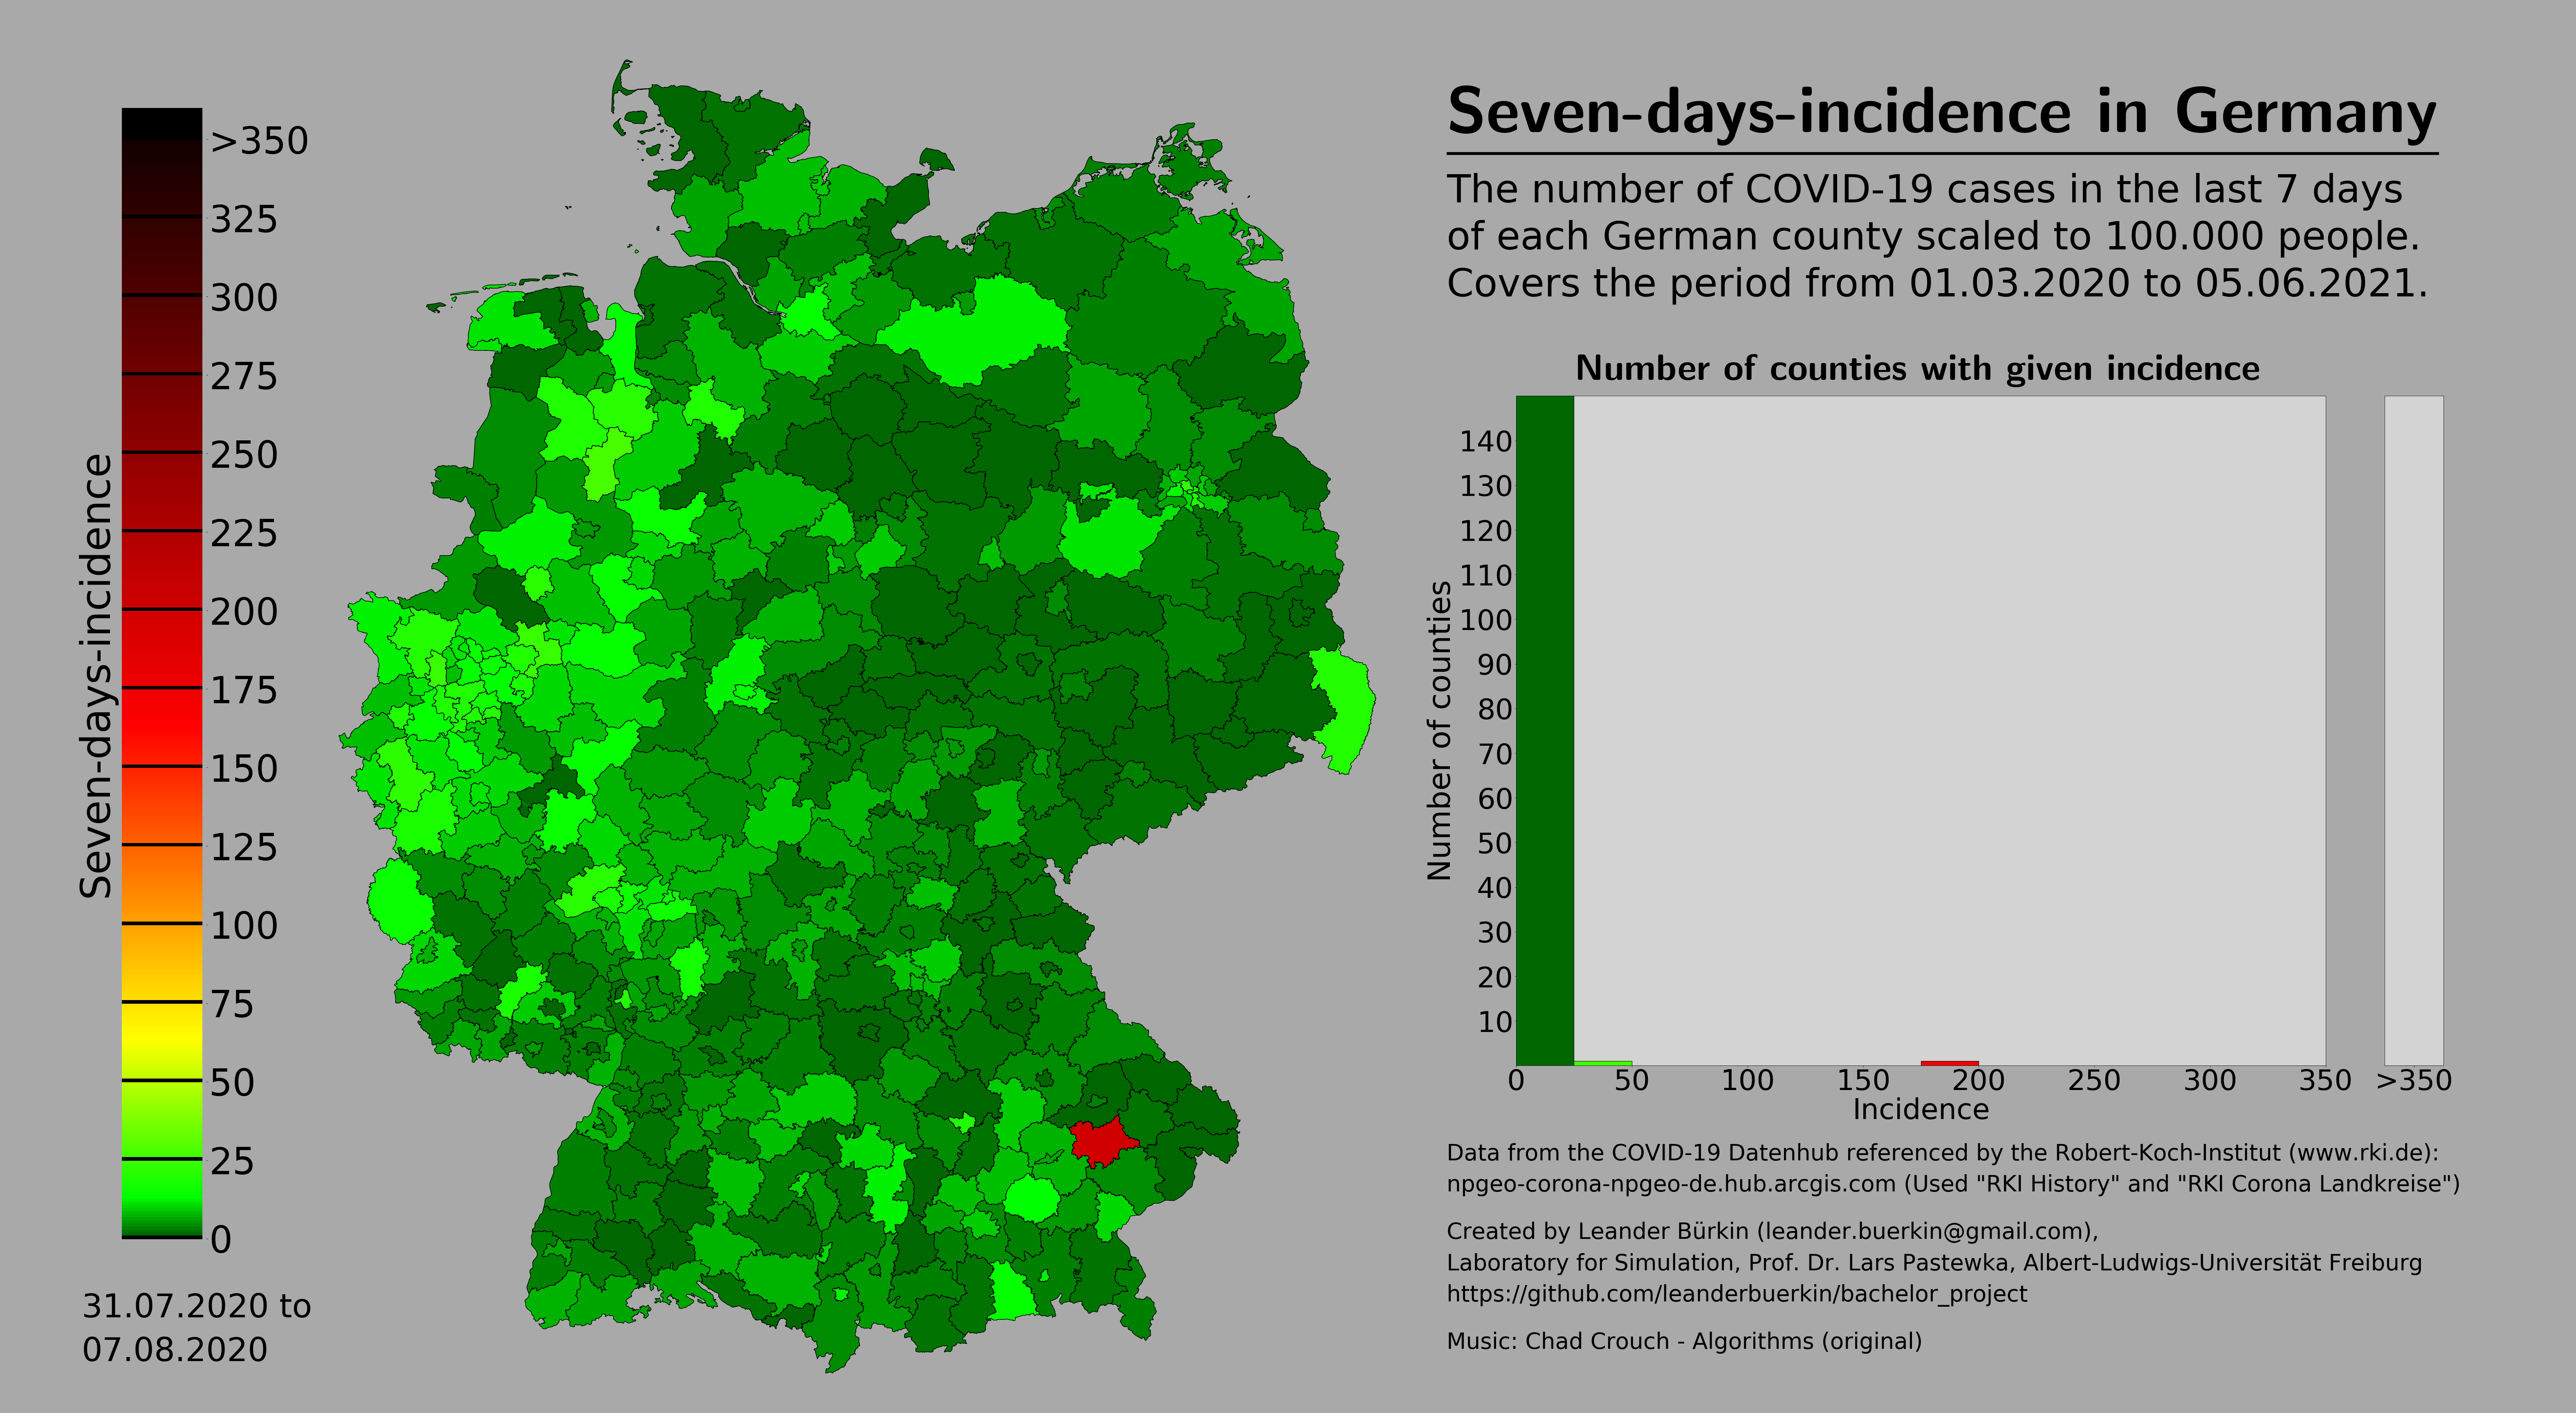 Seven-days-incidence in Germany
The number of COVID-19 cases in the last 7 days
of each German county scaled to 100.000 people.
Covers the period from 01.03.2020 to 05.06.2021.
Seven-days-incidence
>350
325
300
275
250
225
200
175
150
125
100
75
50
25
0
31.07.2020 to
07.08.2020
Number of counties with given incidence
Number of counties
140
130
120
110
100
90
80
70
60
50
40
30
20
10
0 50 100 150 200 250 300 350 >350
Incidence
Data from the COVID-19 Datenhub referenced by the Robert-Koch-Institut (www.rki.de):
npgeo-corona-npgeo-de.hub.arcgis.com (Used "RKI History" and "RKI Corona Landkreise")
Created by Leander Bürkin (leander.buerkin@gmail.com),
Laboratory for Simulation, Prof. Dr. Lars Pastewka, Albert-Ludwigs-Universität Freiburg
https://github.com/leanderbuerkin/bachelor_project
Music: Chad Crouch - Algorithms (original)